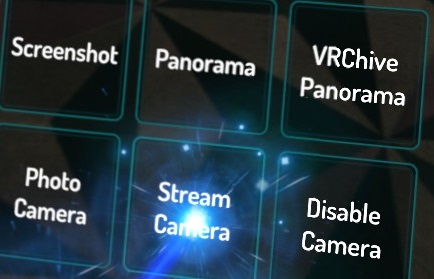 Screenshot
Panorama
VRChive
Panorama
Photo
Camera
Stream
Camera
Disable
Camera